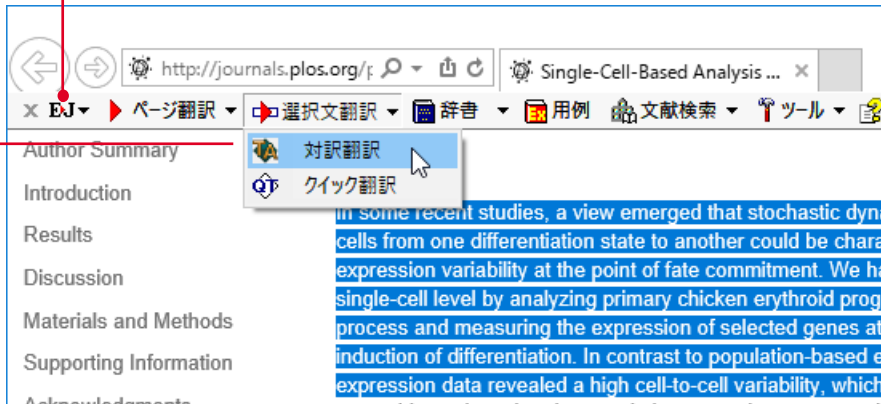 http://journals.plos.org/p
Single-Cell-Based Analysis ... ×
× EJ ページ翻訳 選択文翻訳 辞書 用例 文献検索 ツール
TA 対訳翻訳
QT クイック翻訳
Author Summary
Introduction
Results
Discussion
Materials and Methods
Supporting Information
Acknowledgments
In some recent studies, a view emerged that stochastic dyn
cells from one differentiation state to another could be chara
expression variability at the point of fate commitment. We ha
single-cell level by analyzing primary chicken erythroid prog
process and measuring the expression of selected genes at
induction of differentiation. In contrast to population-based e
expression data revealed a high cell-to-cell variability, which